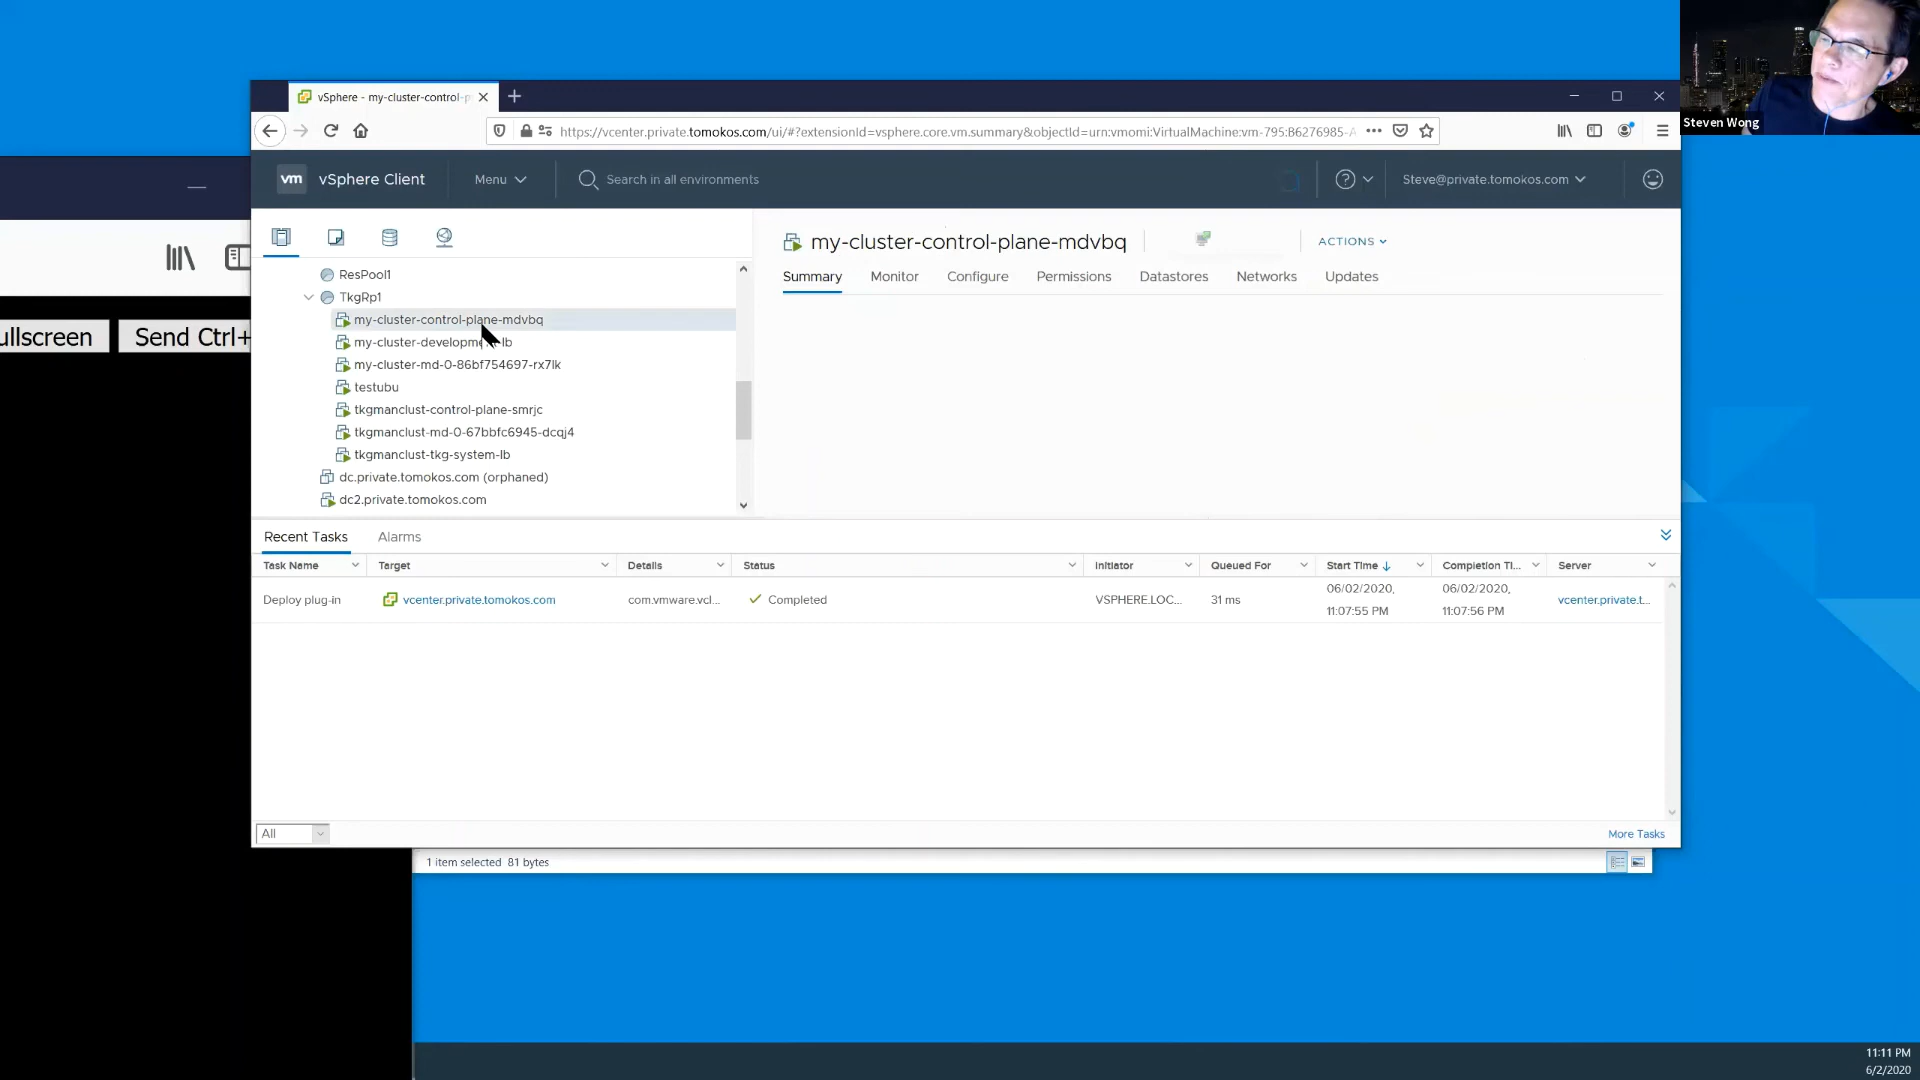 Steven Wong
vSphere - my-cluster-control-p
https://vcenter.private.tomokos.com/ui/#?extensionId=vsphere.core.vm.summary&objectId=urn:vmomi:VirtualMachine:vm-795:B6276985-A
vm vSphere Client Menu Search in all environments Steve@private.tomokos.com
my-cluster-control-plane-mdvbq ACTIONS
Summary Monitor Configure Permissions Datastores Networks Updates
ResPool1
TkgRp1
my-cluster-control-plane-mdvbq
my-cluster-developme lb
my-cluster-md-0-86bf754697-rx7lk
testubu
tkgmanclust-control-plane-smrjc
tkgmanclust-md-0-67bbfc6945-dcqj4
tkgmanclust-tkg-system-lb
dc.private.tomokos.com (orphaned)
dc2.private.tomokos.com
ullscreen Send Ctrl+
Recent Tasks Alarms
Task Name Target Details Status Initiator Queued For Start Time Completion Ti... Server
Deploy plug-in vcenter.private.tomokos.com com.vmware.vcl... Completed VSPHERE.LOC... 31 ms 06/02/2020, 11:07:55 PM 06/02/2020, 11:07:56 PM vcenter.private.t...
All More Tasks
1 item selected 81 bytes
11:11 PM
6/2/2020